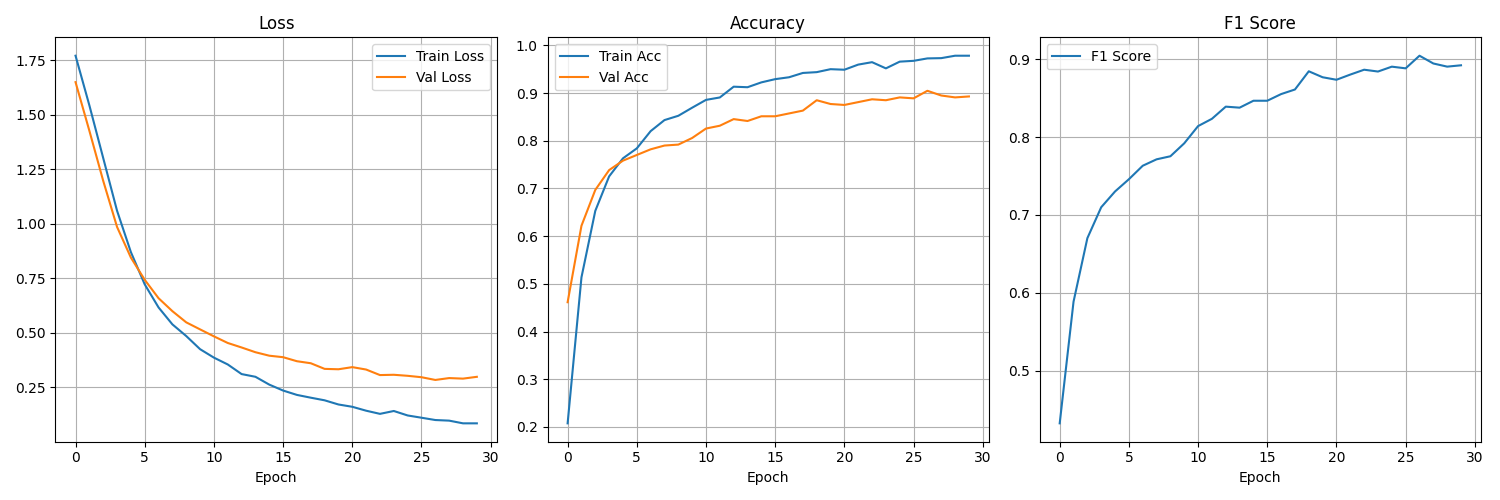 Loss
1.75
1.50
1.25
1.00
0.75
0.50
0.25
0 5 10 15 20 25 30
Epoch
Train Loss
Val Loss
Accuracy
1.0
0.9
0.8
0.7
0.6
0.5
0.4
0.3
0.2
0 5 10 15 20 25 30
Epoch
Train Acc
Val Acc
F1 Score
0.9
0.8
0.7
0.6
0.5
0 5 10 15 20 25 30
Epoch
F1 Score